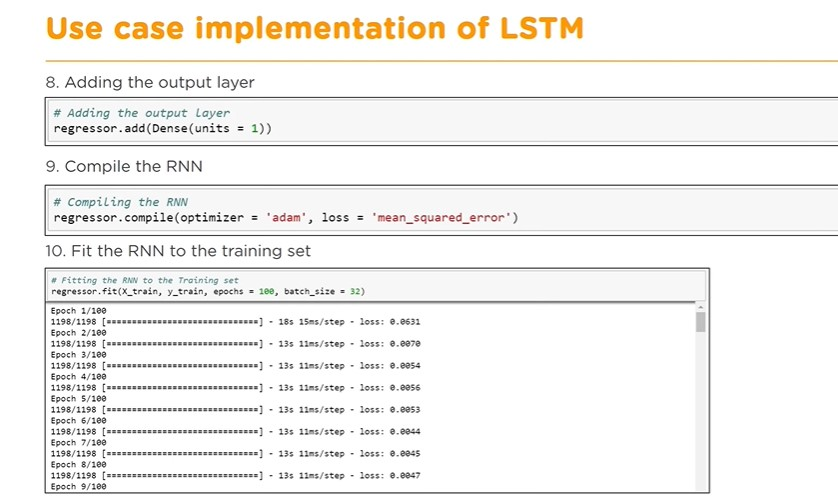 Use case implementation of LSTM
8. Adding the output layer
# Adding the output layer
regressor.add(Dense(units = 1))
9. Compile the RNN
# Compiling the RNN
regressor.compile(optimizer = 'adam', loss = 'mean_squared_error')
10. Fit the RNN to the training set
# Fitting the RNN to the Training set
regressor.fit(X_train, y_train, epochs = 100, batch_size = 32)
Epoch 1/100
1198/1198 [==============================] - 18s 15ms/step - loss: 0.0631
Epoch 2/100
1198/1198 [==============================] - 13s 11ms/step - loss: 0.0070
Epoch 3/100
1198/1198 [==============================] - 13s 11ms/step - loss: 0.0054
Epoch 4/100
1198/1198 [==============================] - 13s 11ms/step - loss: 0.0056
Epoch 5/100
1198/1198 [==============================] - 13s 11ms/step - loss: 0.0053
Epoch 6/100
1198/1198 [==============================] - 13s 11ms/step - loss: 0.0044
Epoch 7/100
1198/1198 [==============================] - 13s 11ms/step - loss: 0.0045
Epoch 8/100
1198/1198 [==============================] - 13s 11ms/step - loss: 0.0047
Epoch 9/100